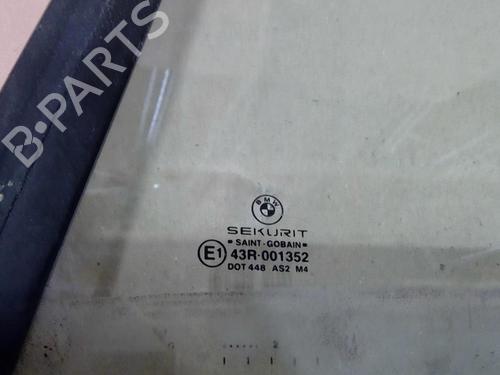 B-PARTS
BMW
SEKURIT
SAINT-GOBAIN
E1 43R-001352
DOT 448 AS2 M4